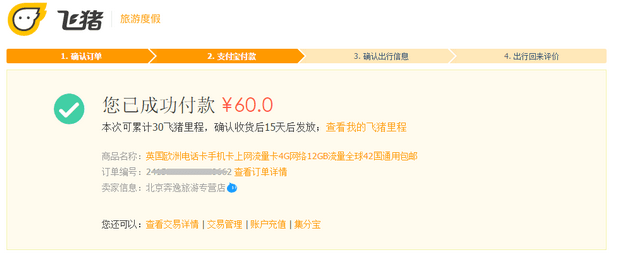 飞猪 旅游度假
1. 确认订单 2. 支付宝付款 3. 确认出行信息 4. 出行回来评价
您已成功付款 ¥60.0
本次可累计30飞猪里程，确认收货后15天后发放；查看我的飞猪里程
商品名称：英国欧洲电话卡手机卡上网流量卡4G网络12GB流量全球42国通用包邮
订单编号： 查看订单详情
卖家信息：北京奔逸旅游专营店
您还可以：查看交易详情 | 交易管理 | 账户充值 | 集分宝